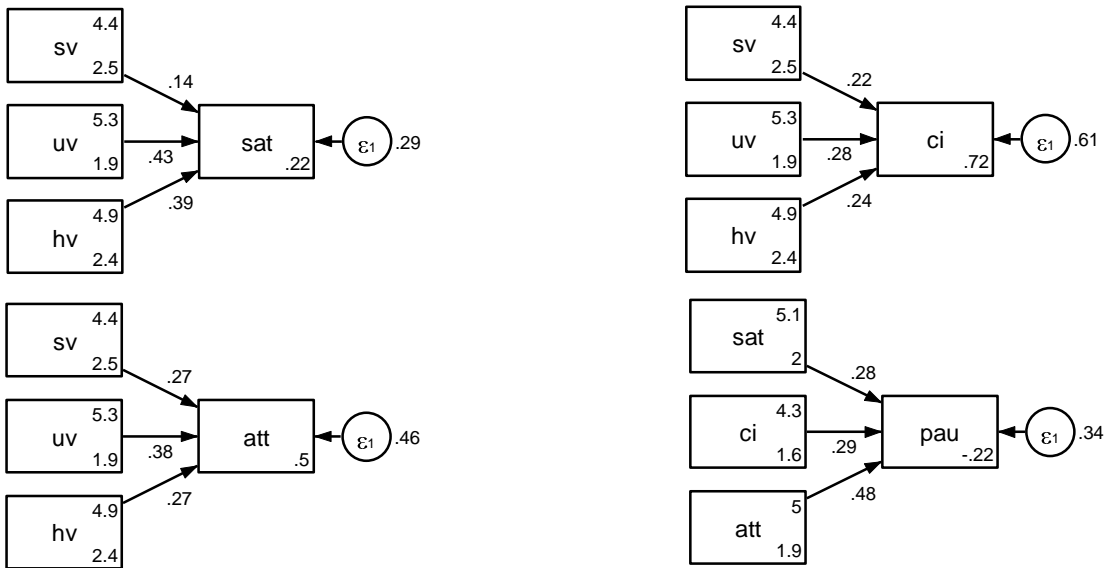 4.4
sv
2.5
.14
5.3
uv
1.9
.43
sat
.22
ε1
.29
4.9
hv
2.4
.39
4.4
sv
2.5
.22
5.3
uv
1.9
.28
ci
.72
ε1
.61
4.9
hv
2.4
.24
4.4
sv
2.5
.27
5.3
uv
1.9
.38
att
.5
ε1
.46
4.9
hv
2.4
.27
5.1
sat
2
.28
4.3
ci
1.6
.29
pau
-.22
ε1
.34
5
att
1.9
.48